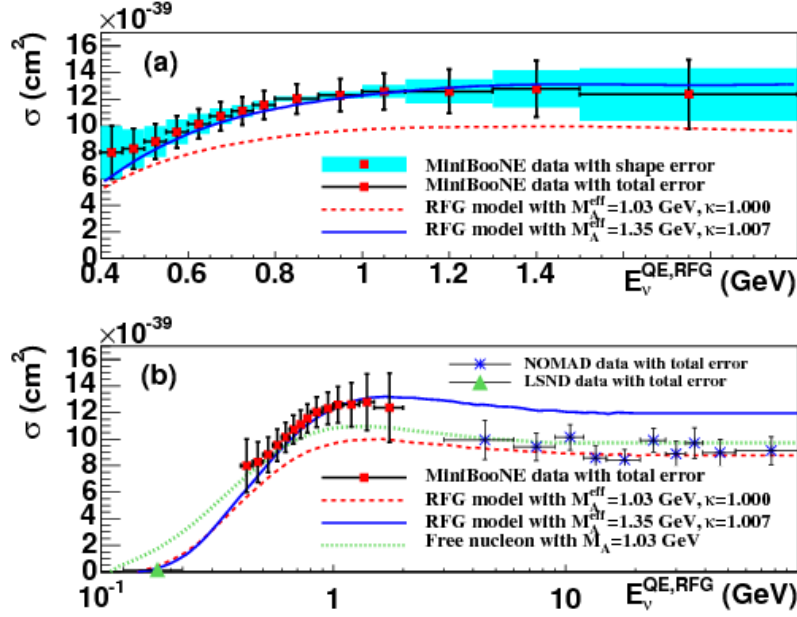 ×10⁻³⁹
σ (cm²)
16
14
12
10
8
6
4
2
0
(a)
MiniBooNE data with shape error
MiniBooNE data with total error
RFG model with M_A^eff=1.03 GeV, κ=1.000
RFG model with M_A^eff=1.35 GeV, κ=1.007
0.4 0.6 0.8 1 1.2 1.4
E_ν^QE,RFG (GeV)
×10⁻³⁹
σ (cm²)
16
14
12
10
8
6
4
2
0
(b)
NOMAD data with total error
LSND data with total error
MiniBooNE data with total error
RFG model with M_A^eff=1.03 GeV, κ=1.000
RFG model with M_A^eff=1.35 GeV, κ=1.007
Free nucleon with M_A=1.03 GeV
10⁻¹ 1 10
E_ν^QE,RFG (GeV)